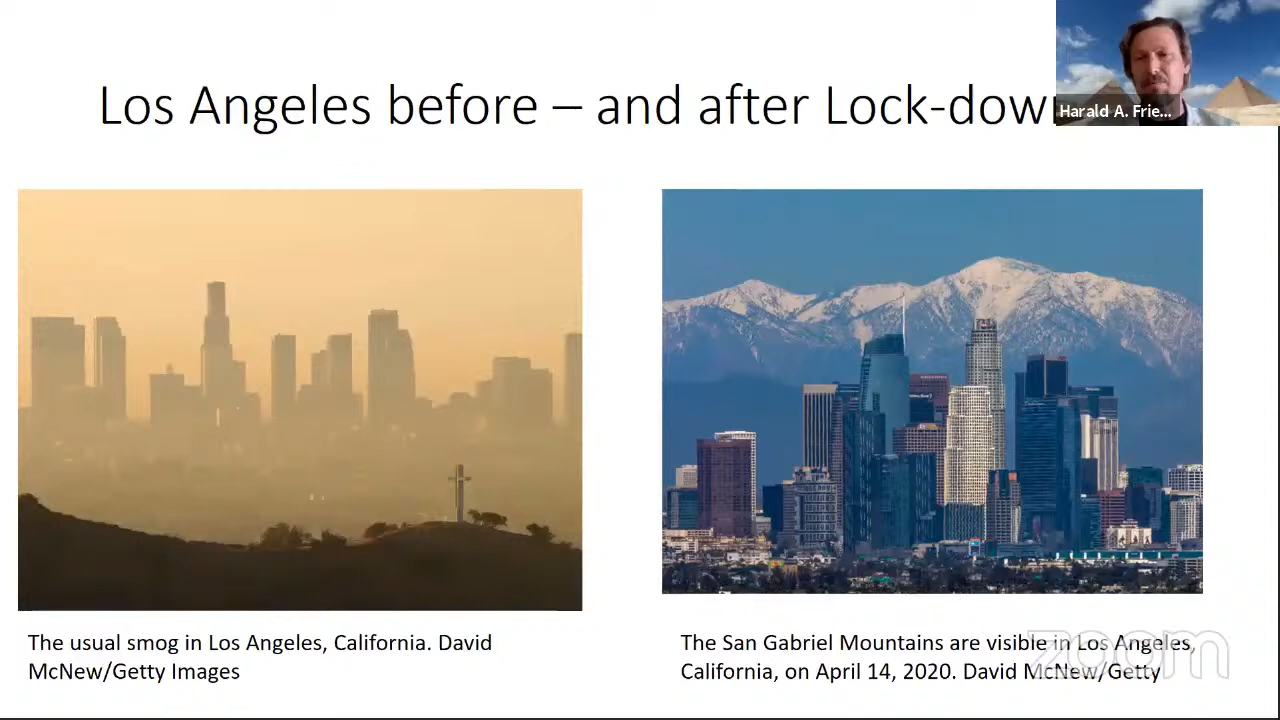 Los Angeles before – and after Lock-dow
Harald A. Frie...
The usual smog in Los Angeles, California. David
McNew/Getty Images
The San Gabriel Mountains are visible in Los Angeles,
California, on April 14, 2020. David McNew/Getty
zoom